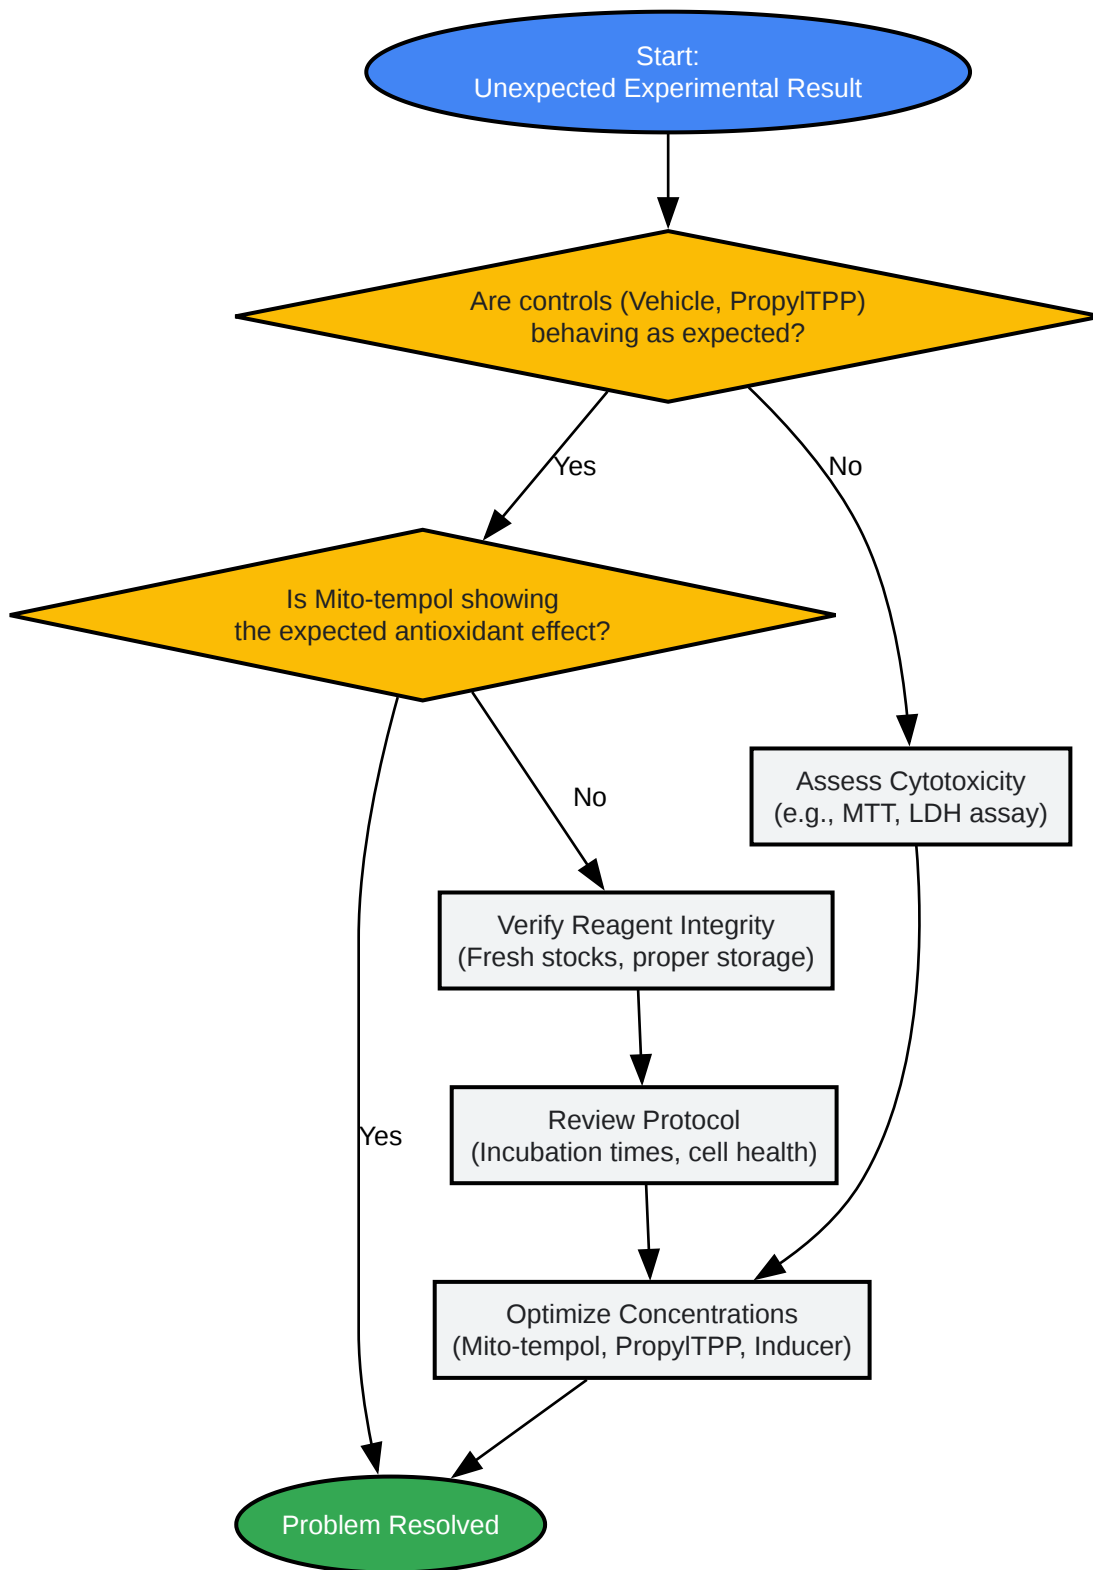 Start:
Unexpected Experimental Result
Are controls (Vehicle, PropylTPP)
behaving as expected?
Yes
No
Is Mito-tempol showing
the expected antioxidant effect?
Assess Cytotoxicity
(e.g., MTT, LDH assay)
No
Verify Reagent Integrity
(Fresh stocks, proper storage)
Review Protocol
(Incubation times, cell health)
Yes
Optimize Concentrations
(Mito-tempol, PropylTPP, Inducer)
Problem Resolved